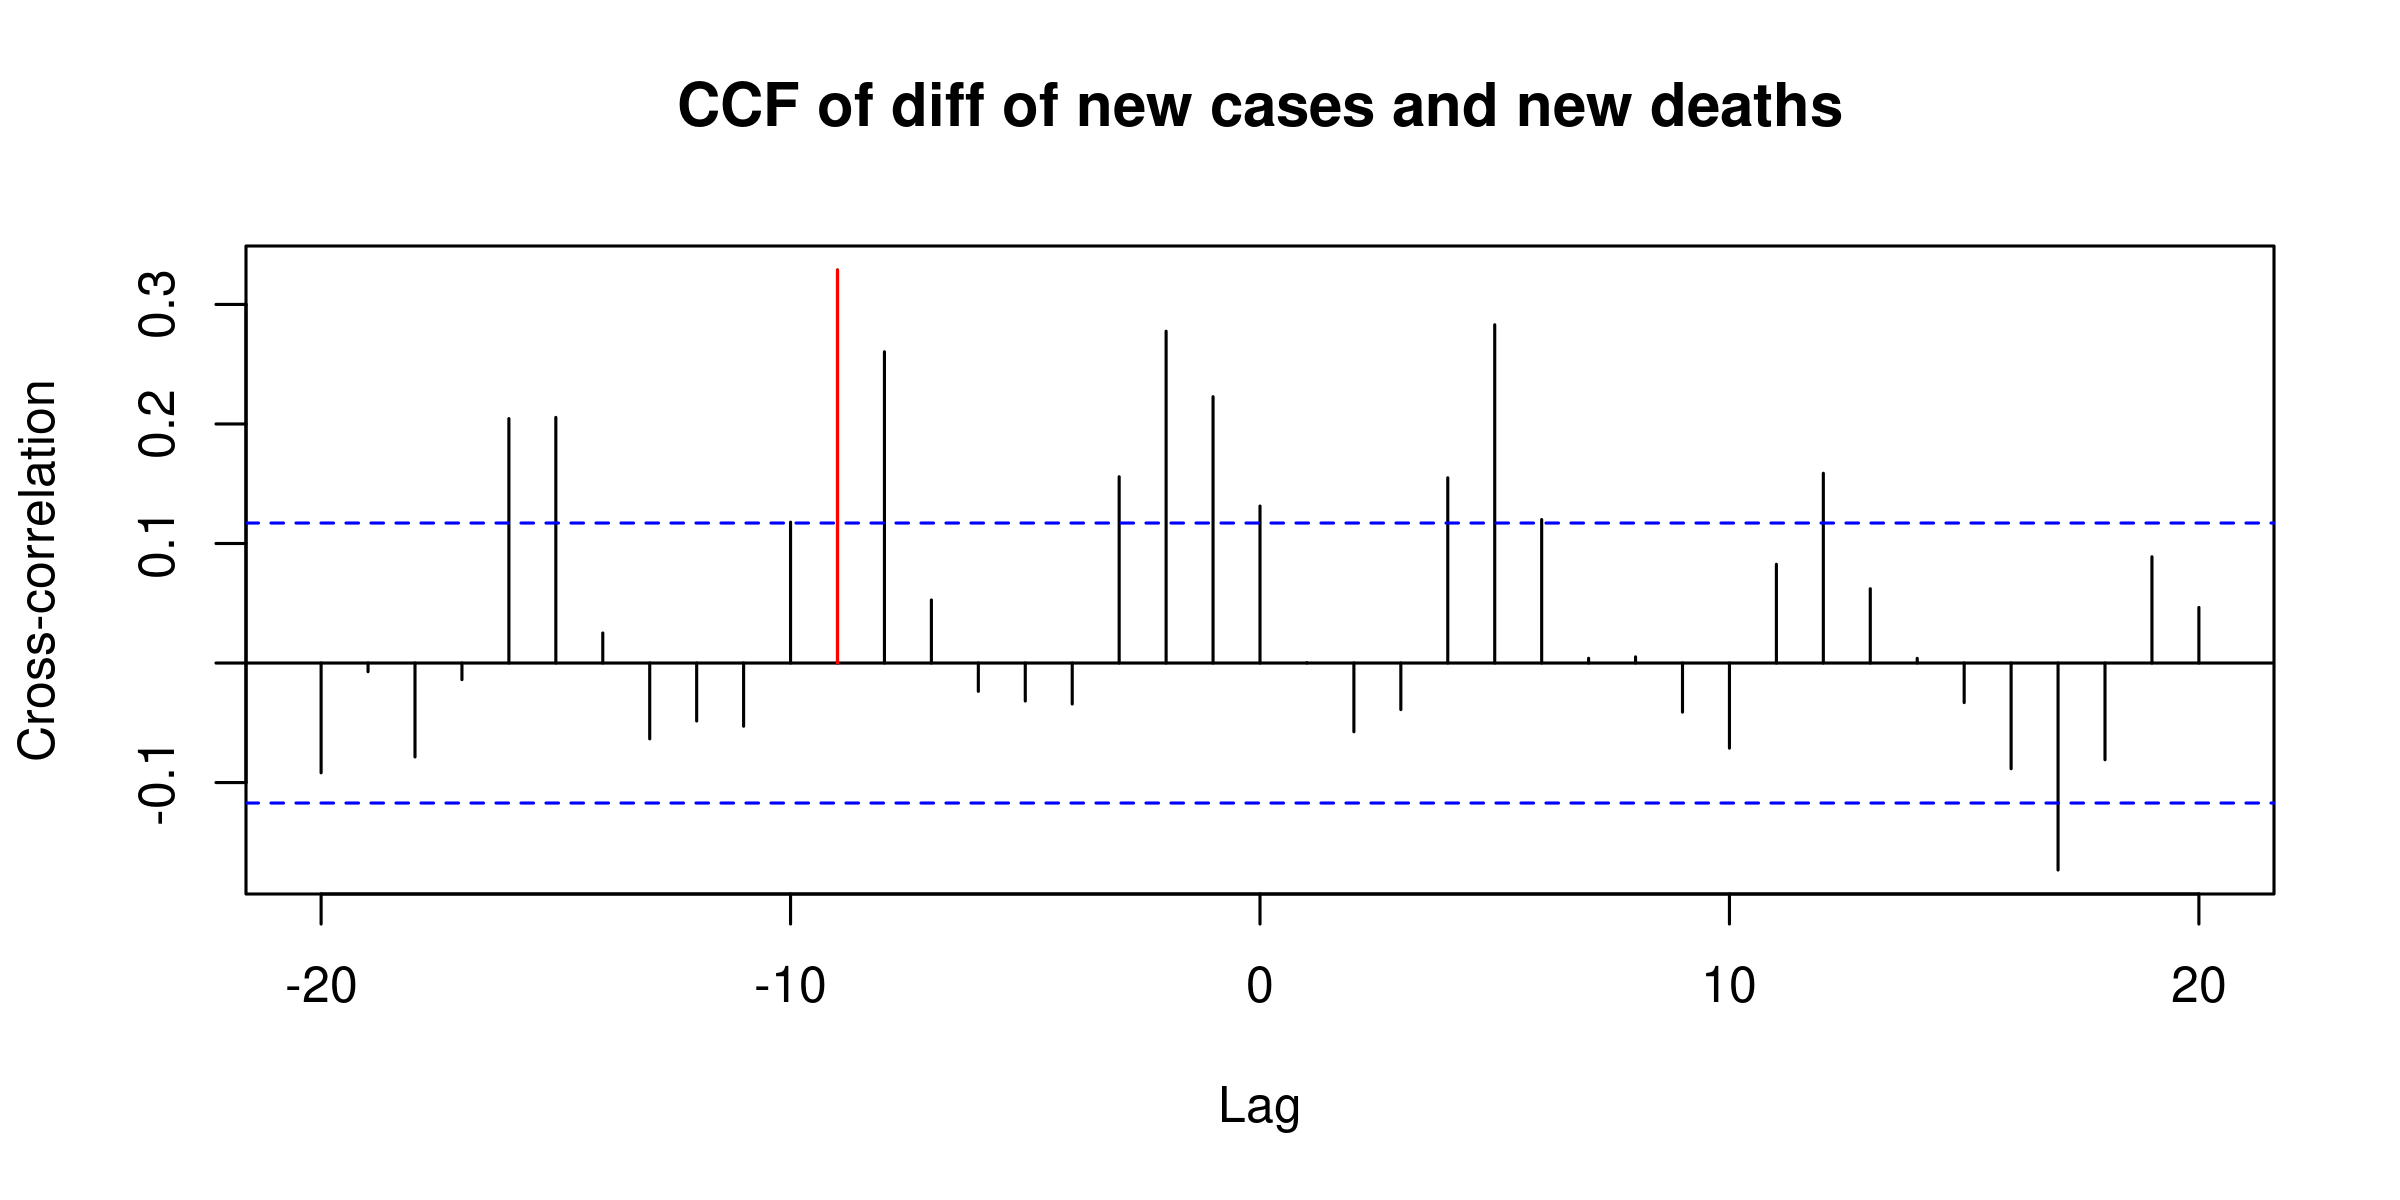 CCF of diff of new cases and new deaths
Cross-correlation
0.3
0.2
0.1
-0.1
-20 -10 0 10 20
Lag